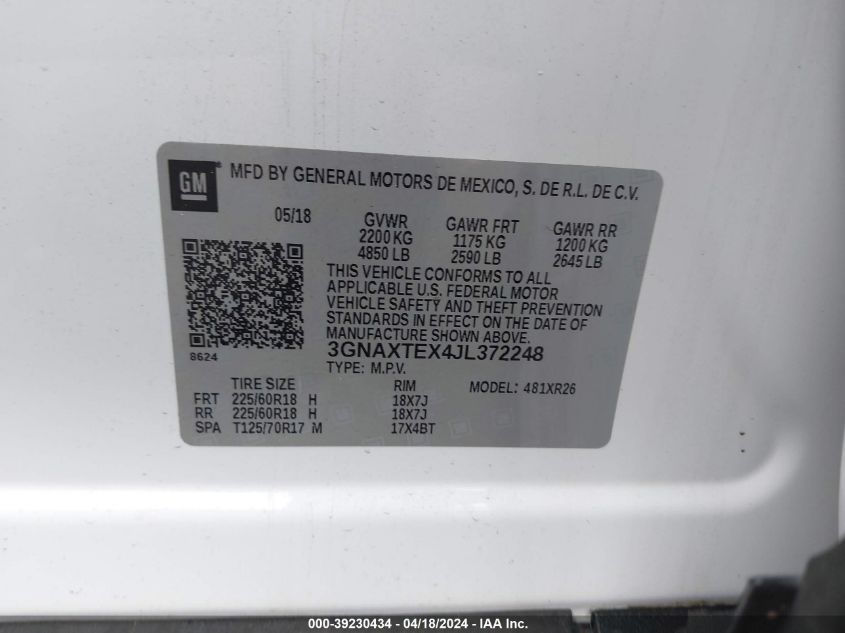 GM
MFD BY GENERAL MOTORS DE MEXICO, S. DE R.L. DE C.V.
05/18 GVWR GAWR FRT GAWR RR
2200 KG 1175 KG 1200 KG
4850 LB 2590 LB 2645 LB
THIS VEHICLE CONFORMS TO ALL
APPLICABLE U.S. FEDERAL MOTOR
VEHICLE SAFETY AND THEFT PREVENTION
STANDARDS IN EFFECT ON THE DATE OF
MANUFACTURE SHOWN ABOVE.
8624 3GNAXTEX4JL372248
TYPE: M.P.V.
TIRE SIZE RIM MODEL: 481XR26
FRT 225/60R18 H 18X7J
RR 225/60R18 H 18X7J
SPA T125/70R17 M 17X4BT
000-39230434 - 04/18/2024 - © IAA Inc.